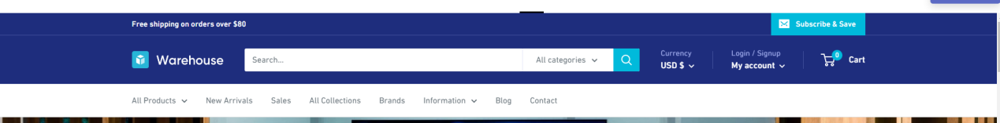 Free shipping on orders over $80
Subscribe & Save
Warehouse
Search...
All categories
Currency
USD $
Login / Signup
My account
0
Cart
All Products
New Arrivals
Sales
All Collections
Brands
Information
Blog
Contact